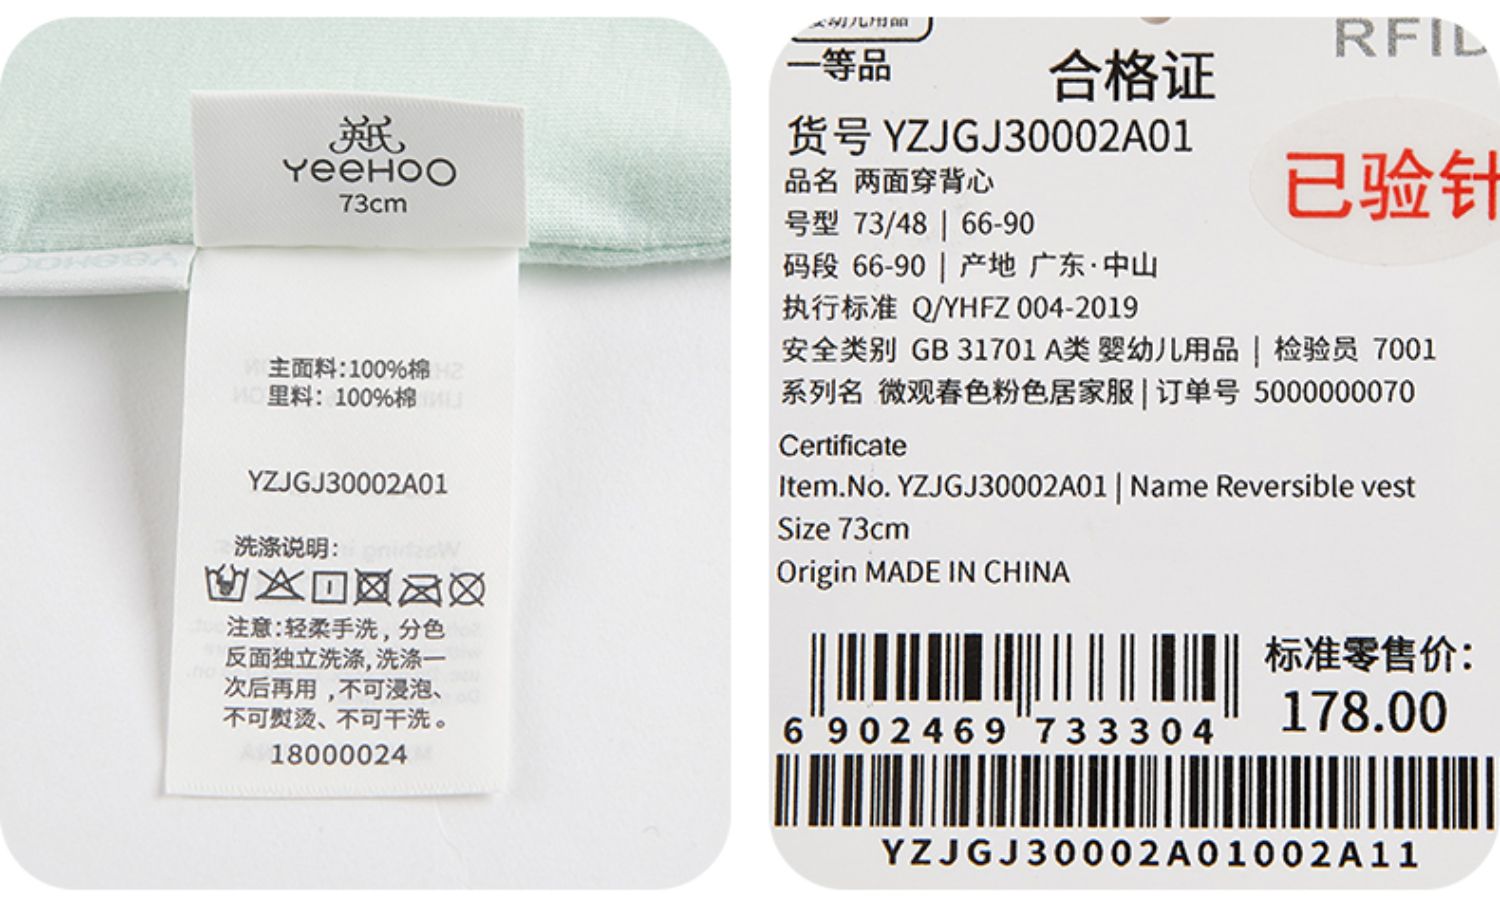 英氏
YEEHOO
73cm
主面料:100%棉
里料: 100%棉
YZJGJ30002A01
洗涤说明:
注意:轻柔手洗, 分色
反面独立洗涤,洗涤一
次后再用,不可浸泡、
不可熨烫、不可干洗。
18000024
婴幼儿用品
一等品
RFID
合格证
货号 YZJGJ30002A01
已验针
品名 两面穿背心
号型 73/48 | 66-90
码段 66-90 | 产地 广东·中山
执行标准 Q/YHFZ 004-2019
安全类别 GB 31701 A类 婴幼儿用品 | 检验员 7001
系列名 微观春色粉色居家服 | 订单号 5000000070
Certificate
Item.No. YZJGJ30002A01 | Name Reversible vest
Size 73cm
Origin MADE IN CHINA
标准零售价:
178.00
6 902469 733304
YZJGJ30002A01002A11